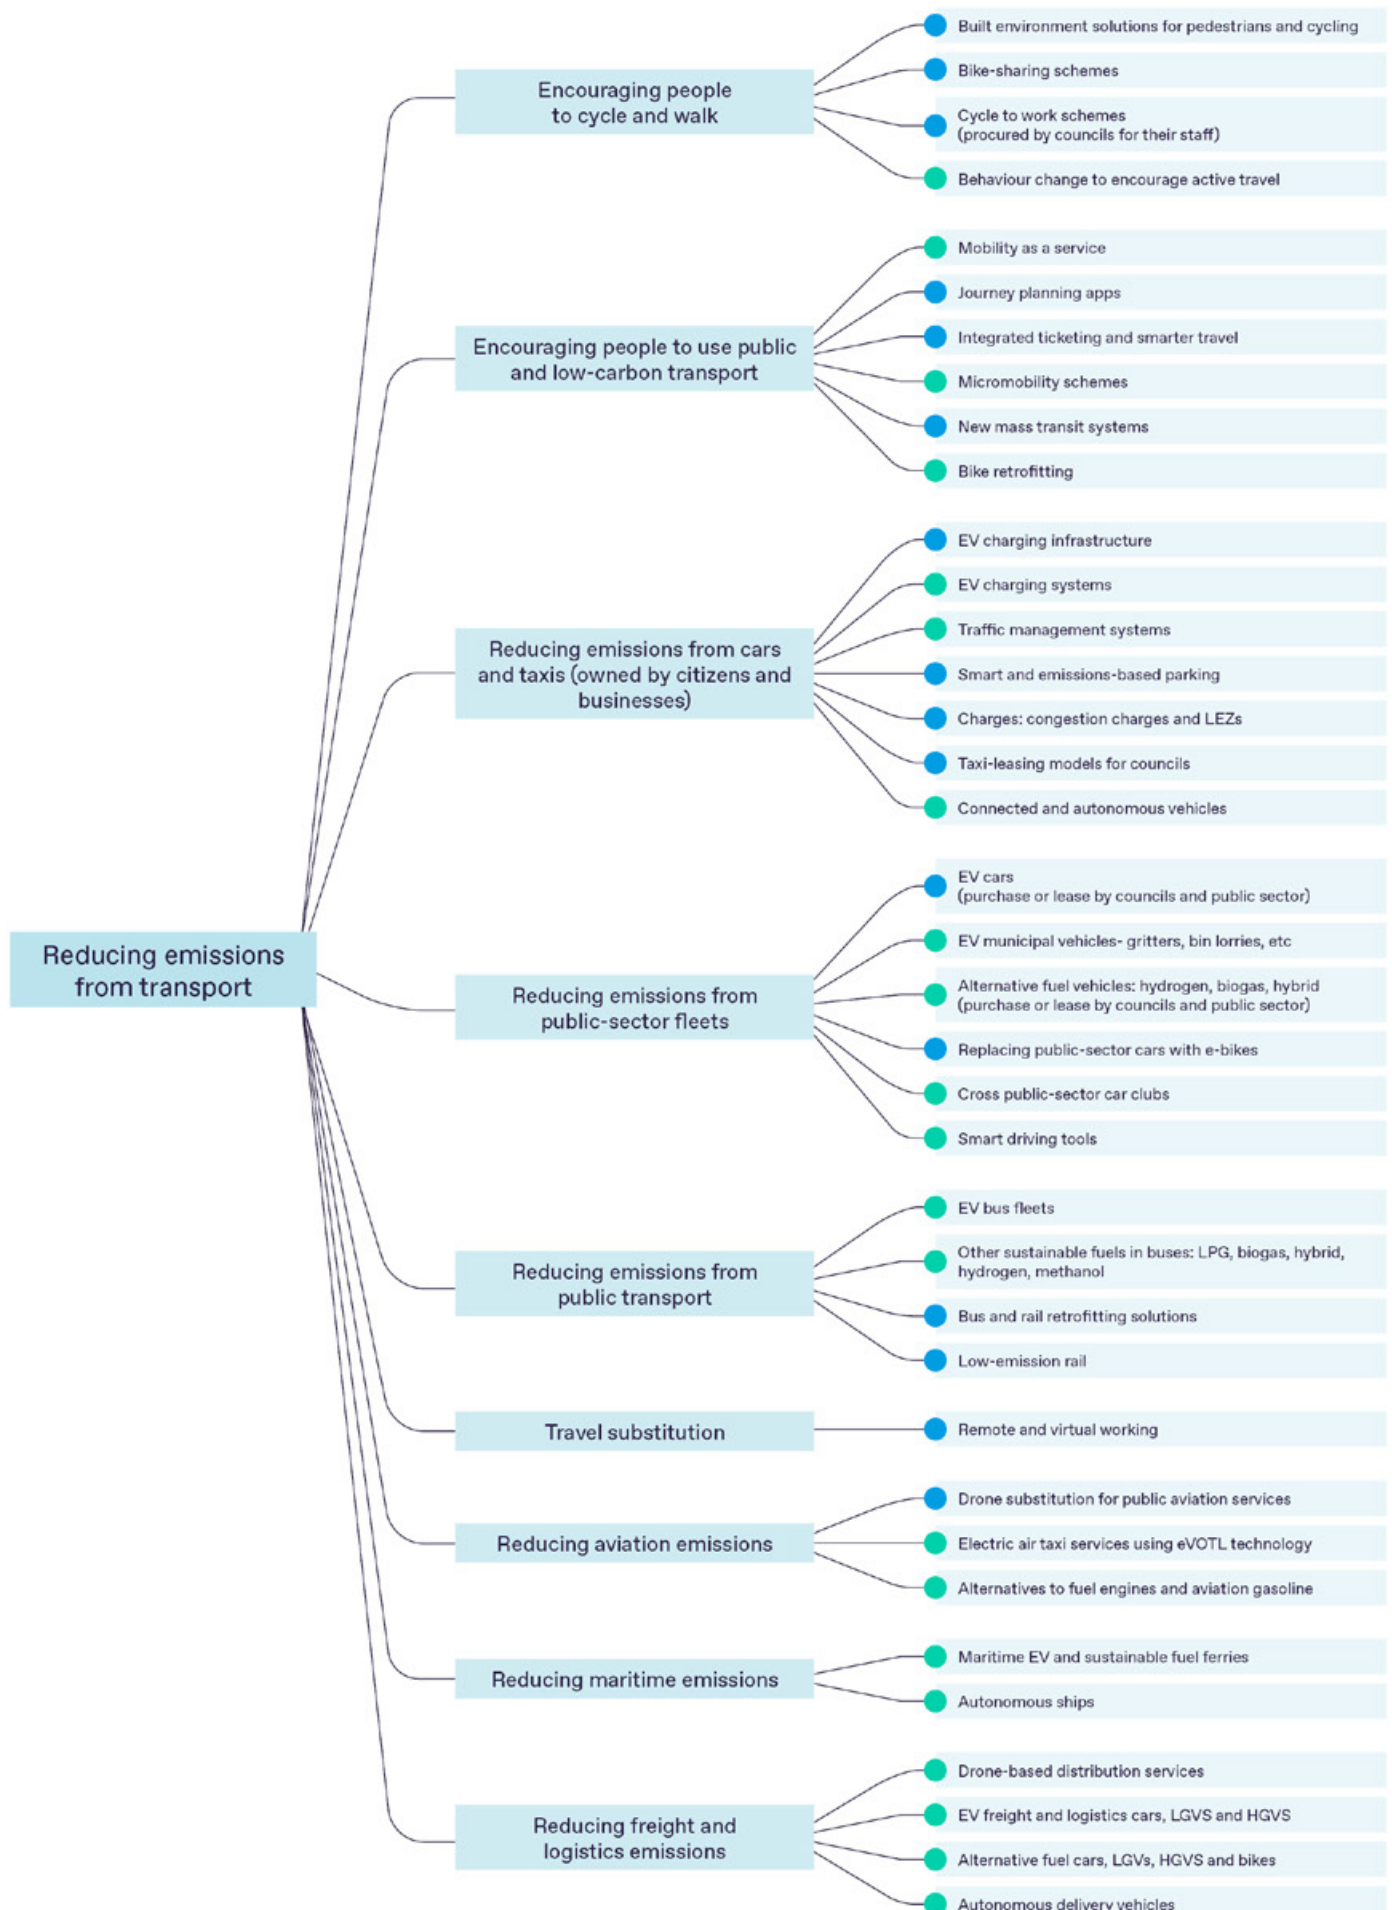 Reducing emissions
from transport
Encouraging people
to cycle and walk
Built environment solutions for pedestrians and cycling
Bike-sharing schemes
Cycle to work schemes
(procured by councils for their staff)
Behaviour change to encourage active travel
Encouraging people to use public
and low-carbon transport
Mobility as a service
Journey planning apps
Integrated ticketing and smarter travel
Micromobility schemes
New mass transit systems
Bike retrofitting
Reducing emissions from cars
and taxis (owned by citizens and
businesses)
EV charging infrastructure
EV charging systems
Traffic management systems
Smart and emissions-based parking
Charges: congestion charges and LEZs
Taxi-leasing models for councils
Connected and autonomous vehicles
Reducing emissions from
public-sector fleets
EV cars
(purchase or lease by councils and public sector)
EV municipal vehicles- gritters, bin lorries, etc
Alternative fuel vehicles: hydrogen, biogas, hybrid
(purchase or lease by councils and public sector)
Replacing public-sector cars with e-bikes
Cross public-sector car clubs
Smart driving tools
Reducing emissions from
public transport
EV bus fleets
Other sustainable fuels in buses: LPG, biogas, hybrid,
hydrogen, methanol
Bus and rail retrofitting solutions
Low-emission rail
Travel substitution
Remote and virtual working
Reducing aviation emissions
Drone substitution for public aviation services
Electric air taxi services using eVOTL technology
Alternatives to fuel engines and aviation gasoline
Reducing maritime emissions
Maritime EV and sustainable fuel ferries
Autonomous ships
Reducing freight and
logistics emissions
Drone-based distribution services
EV freight and logistics cars, LGVS and HGVS
Alternative fuel cars, LGVs, HGVS and bikes
Autonomous delivery vehicles